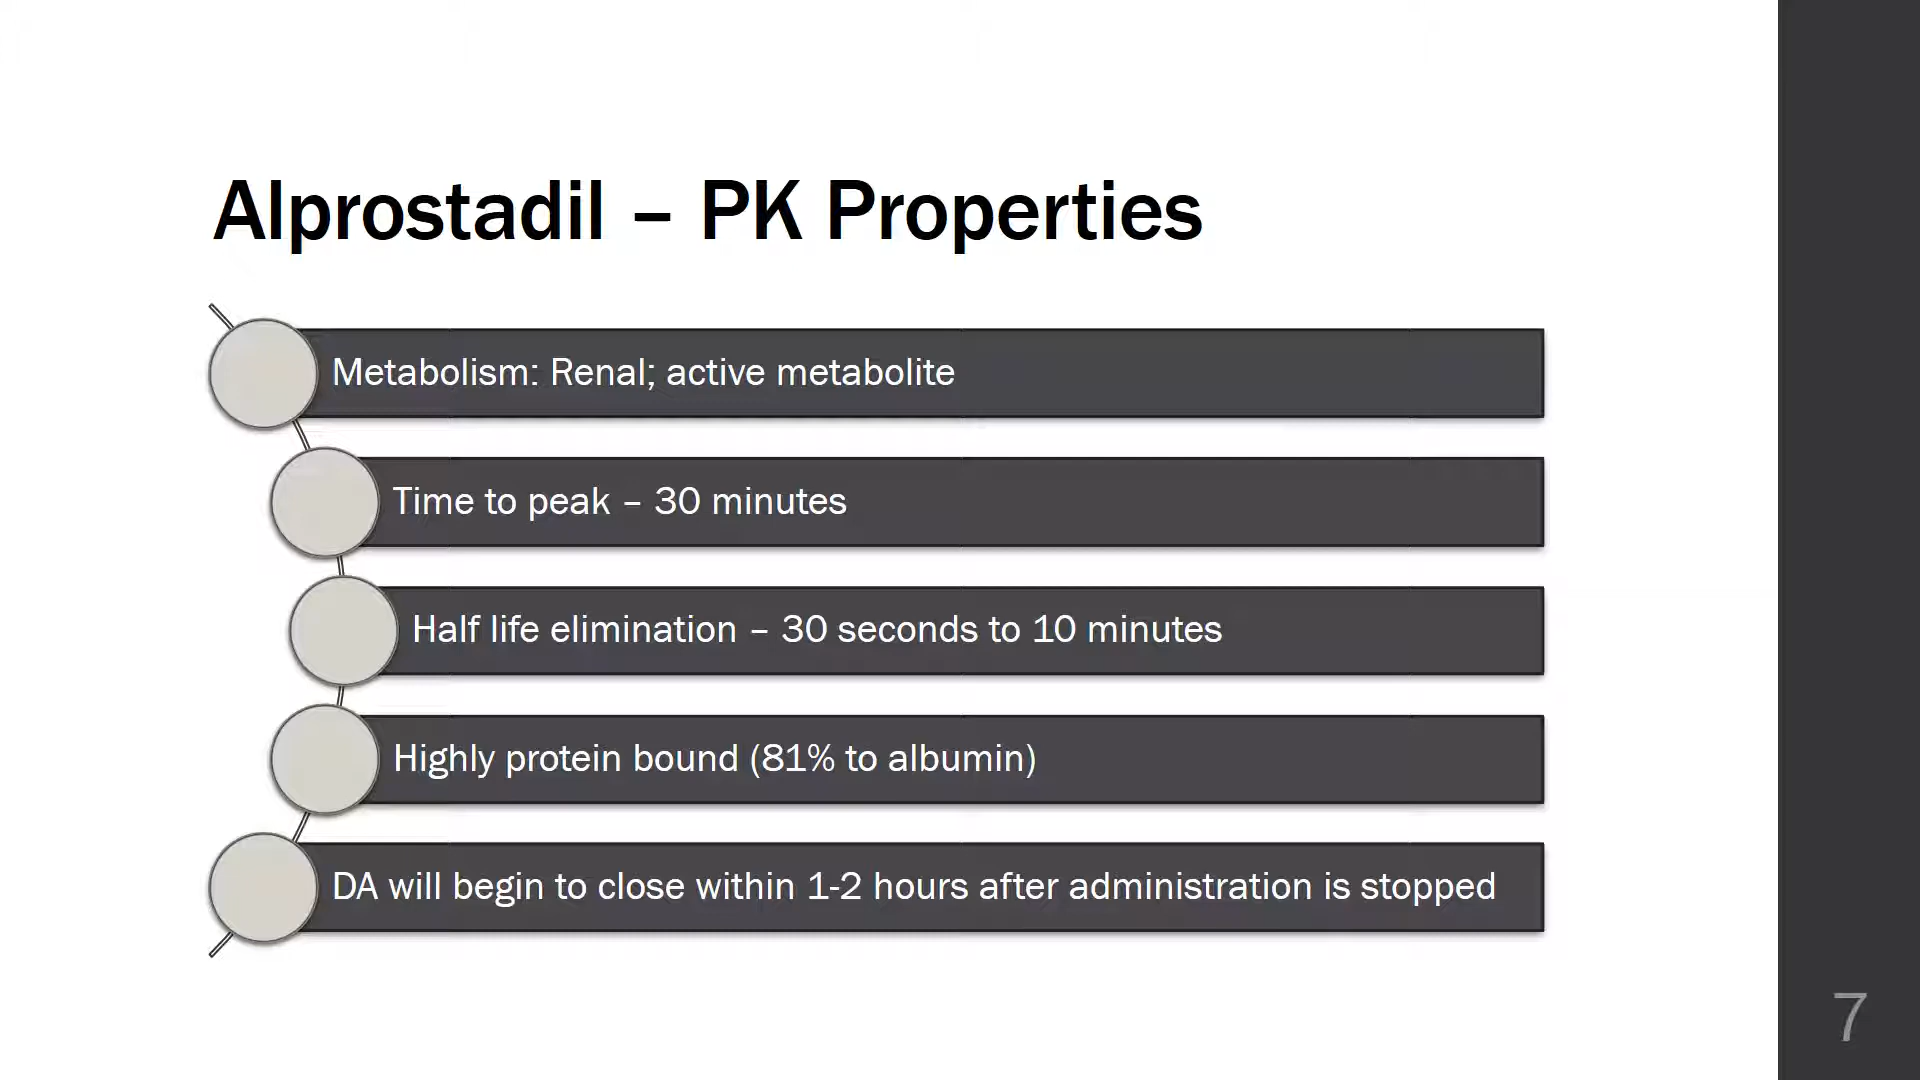 Alprostadil – PK Properties
Metabolism: Renal; active metabolite
Time to peak – 30 minutes
Half life elimination – 30 seconds to 10 minutes
Highly protein bound (81% to albumin)
DA will begin to close within 1-2 hours after administration is stopped
7